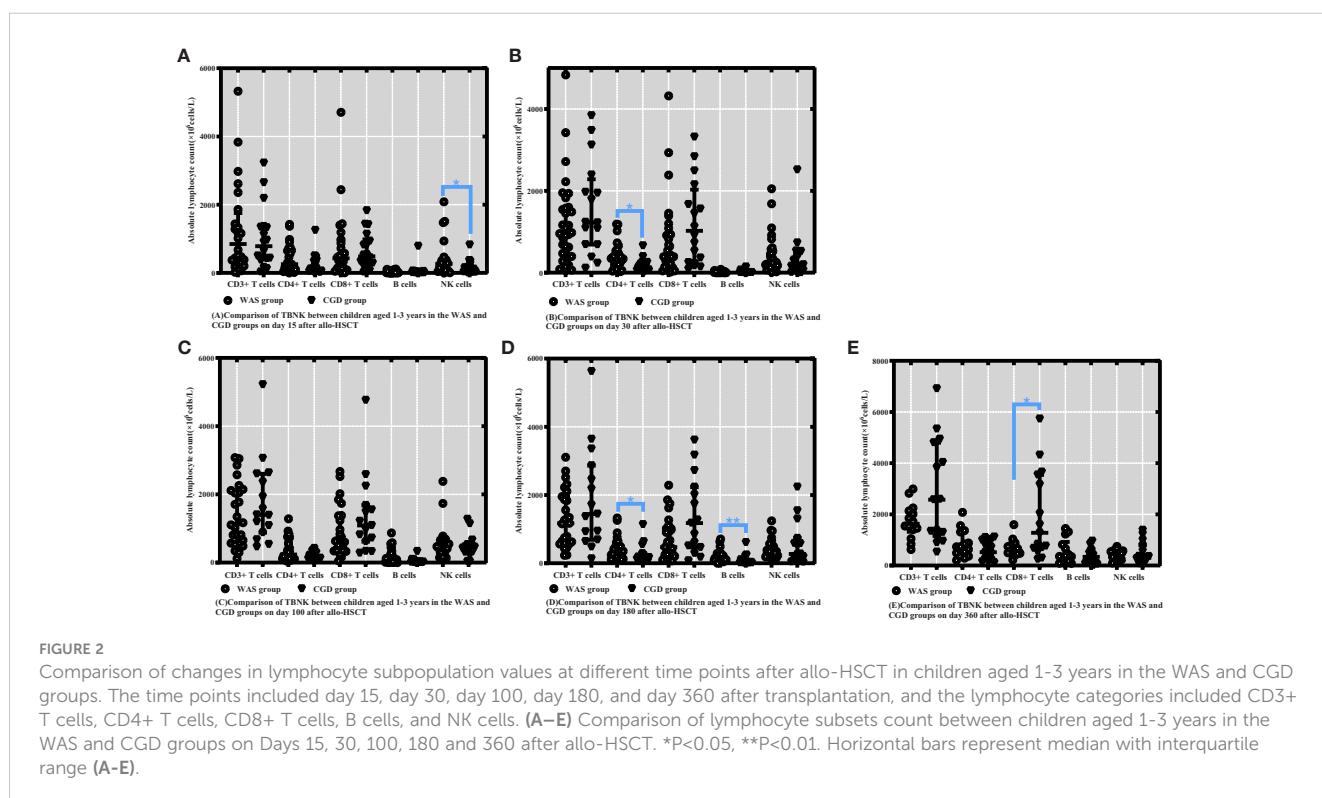 A
B
Absolute lymphocyte count(×10⁶cells/L)
6000
4000
2000
0
CD3+ T cells CD4+ T cells CD8+ T cells B cells NK cells
WAS group CGD group
*
(A)Comparison of TBNK between children aged 1-3 years in the WAS and
CGD groups on day 15 after allo-HSCT
Absolute lymphocyte count(×10⁶cells/L)
4000
2000
0
CD3+ T cells CD4+ T cells CD8+ T cells B cells NK cells
WAS group CGD group
*
(B)Comparison of TBNK between children aged 1-3 years in the WAS and
CGD groups on day 30 after allo-HSCT
C
D
E
Absolute lymphocyte count(×10⁶cells/L)
6000
4000
2000
0
CD3+ T cells CD4+ T cells CD8+ T cells B cells NK cells
WAS group CGD group
(C)Comparison of TBNK between children aged 1-3 years in the WAS and
CGD groups on day 100 after allo-HSCT
Absolute lymphocyte count(×10⁶cells/L)
6000
4000
2000
0
*
**
CD3+ T cells CD4+ T cells CD8+ T cells B cells NK cells
WAS group CGD group
(D)Comparison of TBNK between children aged 1-3 years in the WAS and
CGD groups on day 180 after allo-HSCT
Absolute lymphocyte count(×10⁶cells/L)
8000
6000
4000
2000
0
*
CD3+ T cells CD4+ T cells CD8+ T cells B cells NK cells
WAS group CGD group
(E)Comparison of TBNK between children aged 1-3 years in the WAS and
CGD groups on day 360 after allo-HSCT
FIGURE 2
Comparison of changes in lymphocyte subpopulation values at different time points after allo-HSCT in children aged 1-3 years in the WAS and CGD
groups. The time points included day 15, day 30, day 100, day 180, and day 360 after transplantation, and the lymphocyte categories included CD3+
T cells, CD4+ T cells, CD8+ T cells, B cells, and NK cells. (A–E) Comparison of lymphocyte subsets count between children aged 1-3 years in the
WAS and CGD groups on Days 15, 30, 100, 180 and 360 after allo-HSCT. *P<0.05, **P<0.01. Horizontal bars represent median with interquartile
range (A-E).